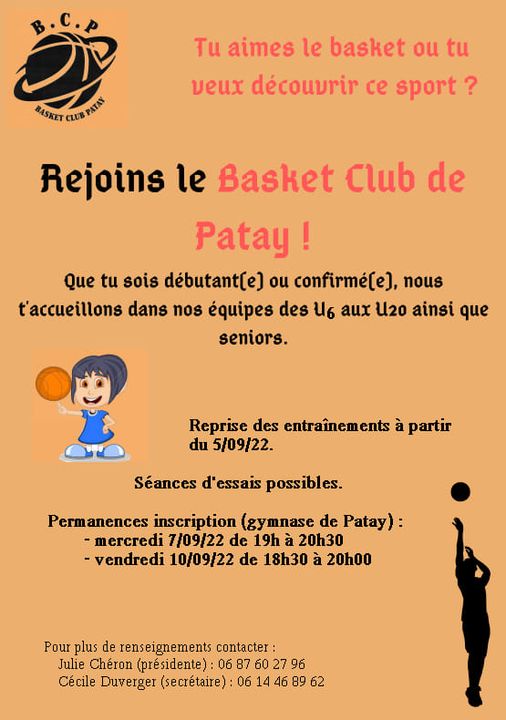 B.C.P
BASKET CLUB PATAY
Tu aimes le basket ou tu
veux découvrir ce sport ?
Rejoins le Basket Club de
Patay !
Que tu sois débutant(e) ou confirmé(e), nous
t'accueillons dans nos équipes des U6 aux U20 ainsi que
seniors.
Reprise des entraînements à partir
du 5/09/22.
Séances d'essais possibles.
Permanences inscription (gymnase de Patay) :
- mercredi 7/09/22 de 19h à 20h30
- vendredi 10/09/22 de 18h30 à 20h00
Pour plus de renseignements contacter :
Julie Chéron (présidente) : 06 87 60 27 96
Cécile Duverger (secrétaire) : 06 14 46 89 62